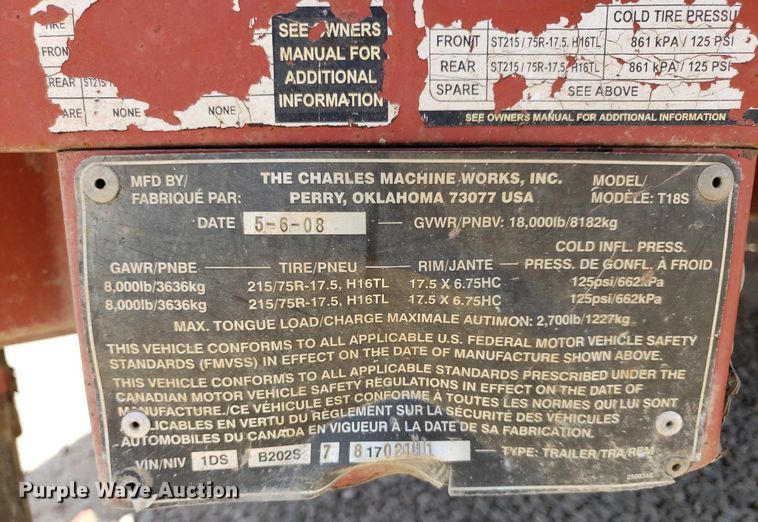 COLD TIRE PRESSU
SEE OWNERS
MANUAL FOR
ADDITIONAL
INFORMATION
FRONT ST215 / 75R-17.5, H16TL 861 kPA / 125 PSI
REAR ST215 / 75R-17.5, H16TL 861 kPA / 125 PSI
SPARE SEE ABOVE
REAR ST215/
ARE NONE NONE
SEE OWNERS MANUAL FOR ADDITIONAL INFORMATION
MFD BY/ THE CHARLES MACHINE WORKS, INC. MODEL/
FABRIQUÉ PAR: PERRY, OKLAHOMA 73077 USA MODÈLE: T18S
DATE 5-6-08 GVWR/PNBV: 18,000lb/8182kg
COLD INFL. PRESS.
GAWR/PNBE TIRE/PNEU RIM/JANTE PRESS. DE GONFL. À FROID
8,000lb/3636kg 215/75R-17.5, H16TL 17.5 X 6.75HC 125psi/662kPa
8,000lb/3636kg 215/75R-17.5, H16TL 17.5 X 6.75HC 125psi/662kPa
MAX. TONGUE LOAD/CHARGE MAXIMALE AUTIMON: 2,700lb/1227kg
THIS VEHICLE CONFORMS TO ALL APPLICABLE U.S. FEDERAL MOTOR VEHICLE SAFETY
STANDARDS (FMVSS) IN EFFECT ON THE DATE OF MANUFACTURE SHOWN ABOVE.
THIS VEHICLE CONFORMS TO ALL APPLICABLE STANDARDS PRESCRIBED UNDER THE
CANADIAN MOTOR VEHICLE SAFETY REGULATIONS IN EFFECT ON THE DATE OF
MANUFACTURE./CE VÉHICULE EST CONFORME À TOUTES LES NORMES QUI LUI SONT
APPLICABLES EN VERTU DU RÈGLEMENT SUR LA SÉCURITÉ DES VÉHICULES
AUTOMOBILES DU CANADA EN VIGUEUR À LA DATE DE SA FABRICATION.
VIN/NIV 1DS B202S 7 8 17021111 TYPE: TRAILER/TRA/REM
Purple Wave Auction